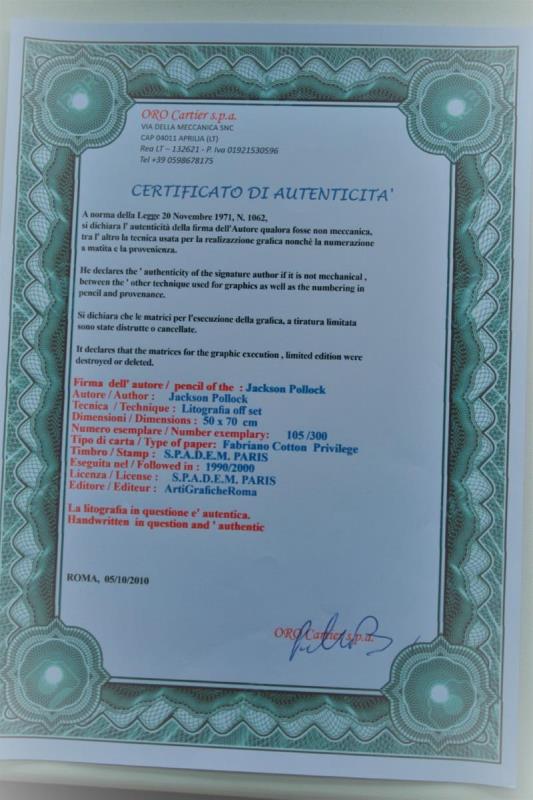 ORO Cartier s.p.a.
VIA DELLA MECCANICA SNC
CAP 04011 APRILIA (LT)
Rea LT – 132621 - P. Iva 01921530596
Tel +39 0598678175
CERTIFICATO DI AUTENTICITA'
A norma della Legge 20 Novembre 1971, N. 1062,
si dichiara l' autenticità della firma dell'Autore qualora fosse non meccanica,
tra l' altro la tecnica usata per la realizazzione grafica nonchè la numerazione
a matita e la provenienza.
He declares the ' authenticity of the signature author if it is not mechanical ,
between the ' other technique used for graphics as well as the numbering in
pencil and provenance.
Si dichiara che le matrici per l'esecuzione della grafica, a tiratura limitata
sono state distrutte o cancellate.
It declares that the matrices for the graphic execution , limited edition were
destroyed or deleted.
Firma dell' autore / pencil of the : Jackson Pollock
Autore / Author : Jackson Pollock
Tecnica / Technique : Litografia off set
Dimensioni / Dimensions : 50 x 70 cm
Numero esemplare / Number exemplary: 105 /300
Tipo di carta / Type of paper: Fabriano Cotton Privilege
Timbro / Stamp : S.P.A.D.E.M. PARIS
Eseguita nel / Followed in : 1990/2000
Licenza / License : S.P.A.D.E.M. PARIS
Editore / Editeur : ArtiGraficheRoma
La litografia in questione e' autentica.
Handwritten in question and ' authentic
ROMA, 05/10/2010
ORO Cartier s.p.a.